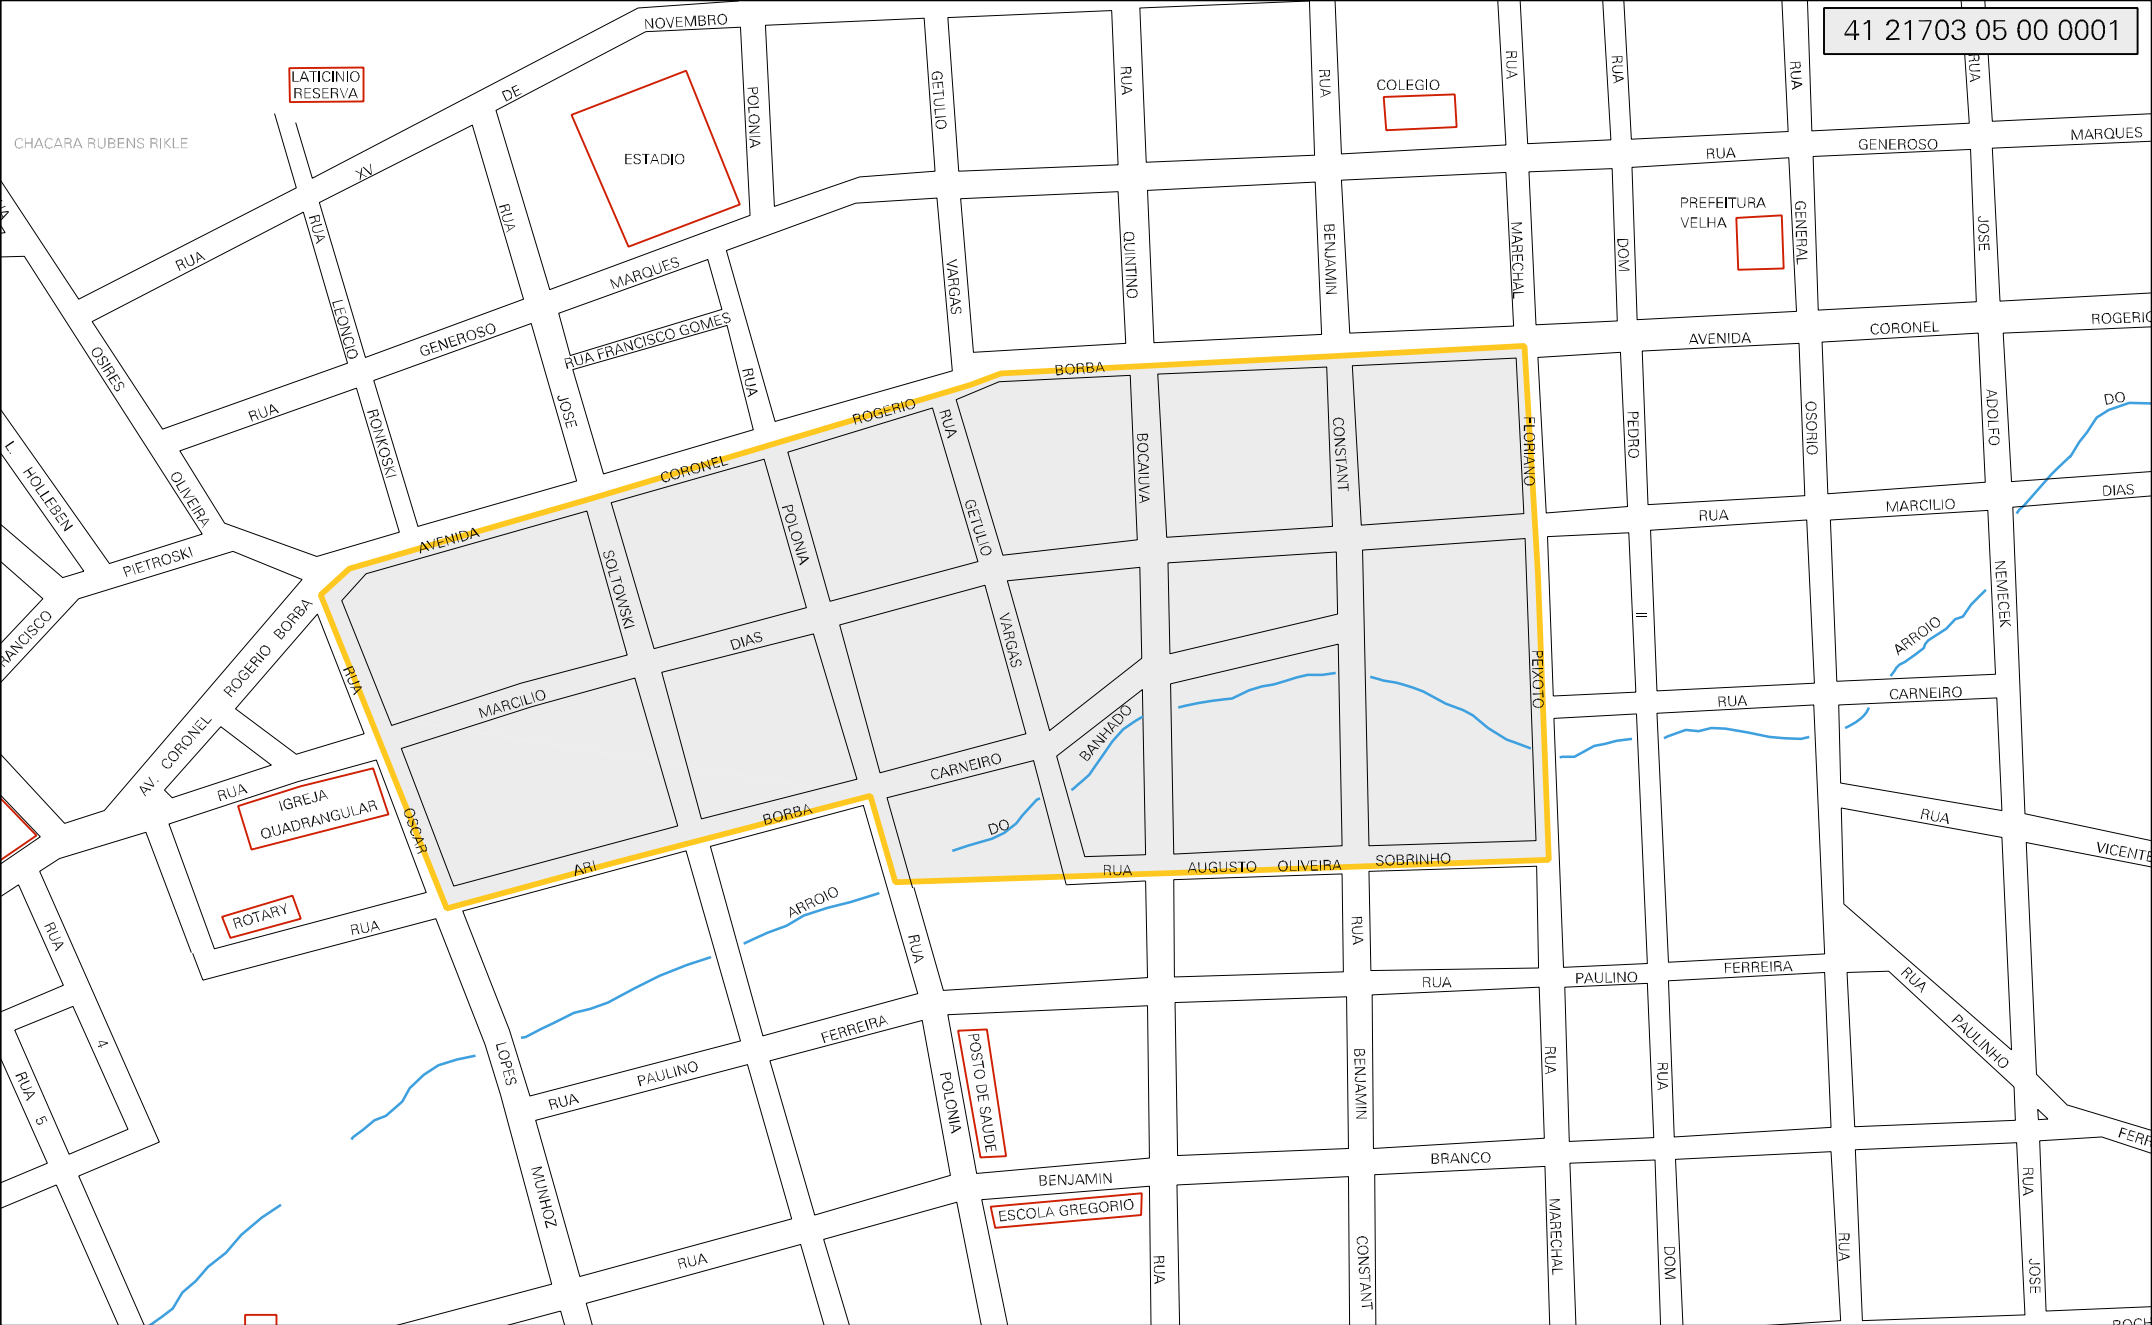 NOVEMBRO
41 21703 05 00 0001
LATICINIO
RESERVA
DE
POLONIA
GETULIO
RUA
RUA
COLEGIO
RUA
RUA
RUA
RUA
CHACARA RUBENS RIKLE
XV
ESTADIO
RUA
GENEROSO
MARQUES
RUA
RUA
RUA
MARQUES
VARGAS
QUINTINO
BENJAMIN
MARECHAL
DOM
PREFEITURA
VELHA
GENERAL
JOSE
OSIRES
LEONCIO
GENEROSO
RUA FRANCISCO GOMES
AVENIDA
CORONEL
ROGERIO
BORBA
RUA
RUA
RONKOSKI
JOSE
ROGERIO
RUA
BOCAIUVA
CONSTANT
FLORIANO
PEDRO
OSORIO
ADOLFO
DO
L. HOLLEBEN
OLIVEIRA
CORONEL
POLONIA
GETULIO
RUA
MARCILIO
DIAS
AVENIDA
PIETROSKI
SOLTOWSKI
NEMECEK
II
ROGERIO BORBA
DIAS
VARGAS
ARROIO
RUA
MARCILIO
PEIXOTO
RUA
CARNEIRO
AV. CORONEL
BANHADO
CARNEIRO
RUA
IGREJA
QUADRANGULAR
OSCAR
BORBA
DO
RUA
VICENTE
ARI
RUA
AUGUSTO
OLIVEIRA
SOBRINHO
ROTARY
RUA
ARROIO
RUA
RUA
RUA
RUA
PAULINO
FERREIRA
RUA
PAULINHO
4
RUA 5
LOPES
FERREIRA
POSTO DE SAUDE
BENJAMIN
RUA
RUA
RUA
PAULINO
POLONIA
MUNHOZ
BENJAMIN
BRANCO
RUA
ESCOLA GREGORIO
MARECHAL
RUA
RUA
CONSTANT
DOM
RUA
JOSE